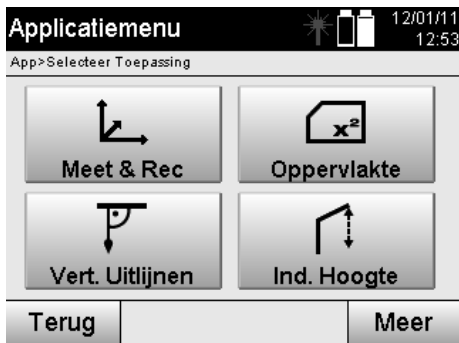 Applicatiemenu
12/01/11
12:53
App>Selecteer Toepassing
Meet & Rec
x²
Oppervlakte
Vert. Uitlijnen
Ind. Hoogte
Terug
Meer